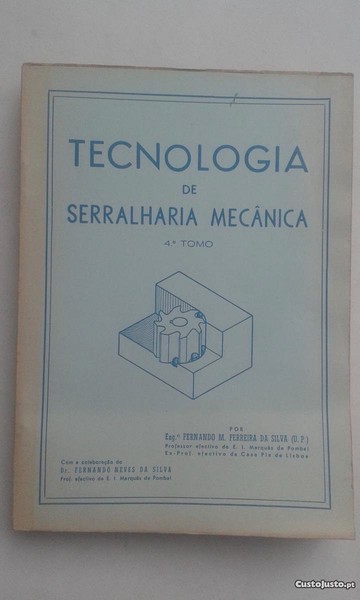 TECNOLOGIA
DE
SERRALHARIA MECÂNICA
4.º TOMO
POR
Eng.º FERNANDO M. FERREIRA DA SILVA (U. P.)
Professor efectivo da E. I. Marquês de Pombal
Ex-Prof. efectivo da Casa Pia de Lisboa
Com a colaboração do
Dr. FERNANDO NEVES DA SILVA
Prof. efectivo da E. I. Marquês de Pombal
CustoJusto.pt